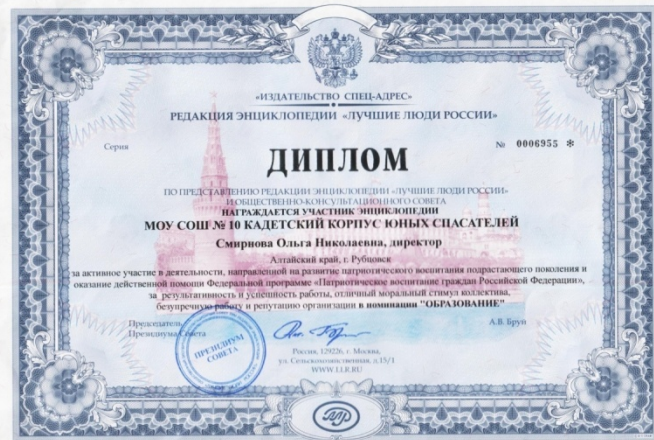 «ИЗДАТЕЛЬСТВО СПЕЦ-АДРЕС»
РЕДАКЦИЯ ЭНЦИКЛОПЕДИИ «ЛУЧШИЕ ЛЮДИ РОССИИ»
Серия № 0006955 *
ДИПЛОМ
ПО ПРЕДСТАВЛЕНИЮ РЕДАКЦИИ ЭНЦИКЛОПЕДИИ «ЛУЧШИЕ ЛЮДИ РОССИИ»
И ОБЩЕСТВЕННО-КОНСУЛЬТАЦИОННОГО СОВЕТА
НАГРАЖДАЕТСЯ УЧАСТНИК ЭНЦИКЛОПЕДИИ
МОУ СОШ № 10 КАДЕТСКИЙ КОРПУС ЮНЫХ СПАСАТЕЛЕЙ
Смирнова Ольга Николаевна, директор
Алтайский край, г. Рубцовск
за активное участие в деятельности, направленной на развитие патриотического воспитания подрастающего поколения и
оказание действенной помощи Федеральной программе «Патриотическое воспитание граждан Российской Федерации»,
за результативность и успешность работы, отличный моральный стимул коллектива,
безупречную работу и репутацию организации в номинации "ОБРАЗОВАНИЕ"
Председатель А.В. Брун
Президиума Совета
ПРЕЗИДИУМ
СОВЕТА
Россия, 129226, г. Москва,
ул. Сельскохозяйственная, д.15/1
WWW.LLR.RU
ЛЛР